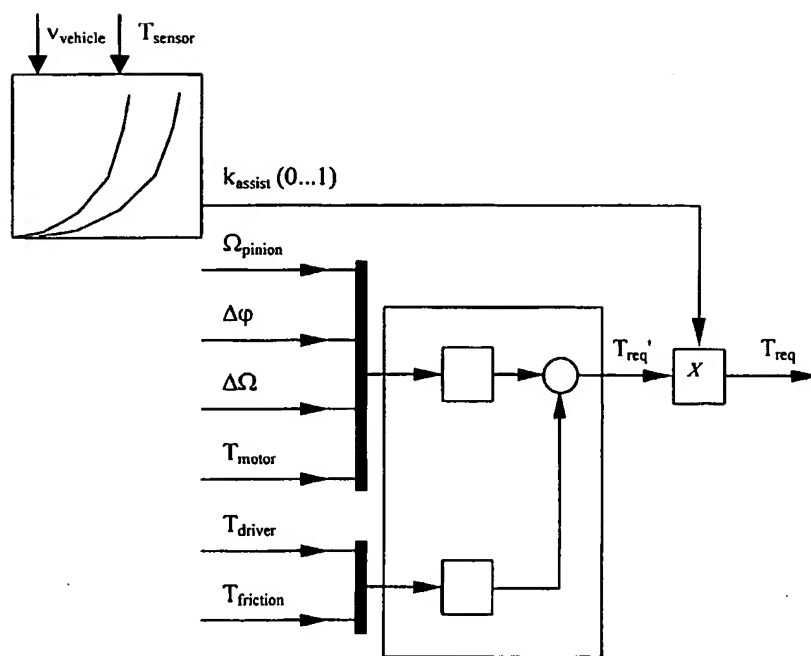 v_vehicle T_sensor
k_assist (0...1)
Ω_pinion
Δφ
T_req' T_req
X
ΔΩ
T_motor
T_driver
T_friction